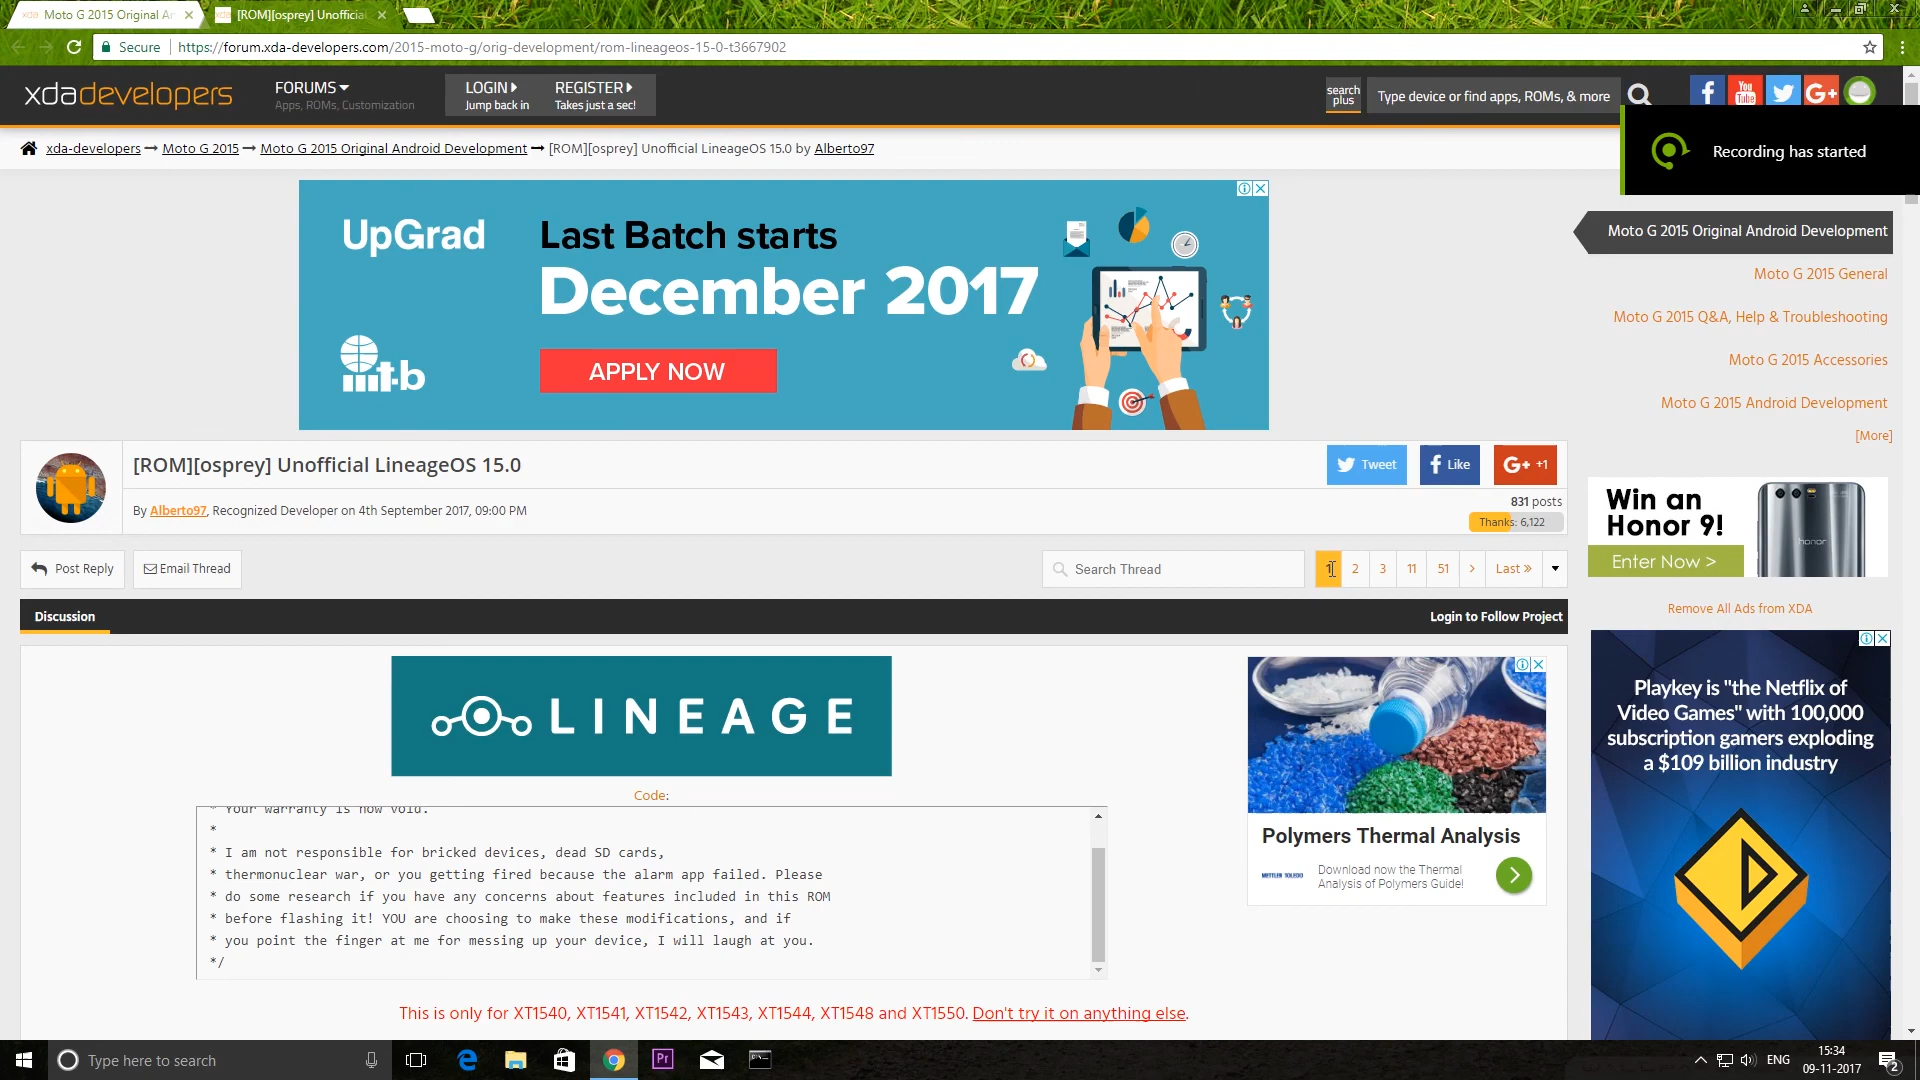 Moto G 2015 Original An
[ROM][osprey] Unofficial
Secure
https://forum.xda-developers.com/2015-moto-g/orig-development/rom-lineageos-15-0-t3667902
xdadevelopers
FORUMS
Apps, ROMs, Customization
LOGIN
Jump back in
REGISTER
Takes just a sec!
search plus
Type device or find apps, ROMs, & more
You Tube
G+
Recording has started
xda-developers → Moto G 2015 → Moto G 2015 Original Android Development → [ROM][osprey] Unofficial LineageOS 15.0 by Alberto97
UpGrad
Last Batch starts
December 2017
APPLY NOW
iiitb
Moto G 2015 Original Android Development
Moto G 2015 General
Moto G 2015 Q&A, Help & Troubleshooting
Moto G 2015 Accessories
Moto G 2015 Android Development
[More]
[ROM][osprey] Unofficial LineageOS 15.0
By Alberto97, Recognized Developer on 4th September 2017, 09:00 PM
Tweet
Like
G+ +1
831 posts
Thanks: 6,122
Post Reply
Email Thread
Search Thread
1 2 3 11 51 > Last »
Discussion
Login to Follow Project
LINEAGE
Code:
* Your warranty is now void.
*
* I am not responsible for bricked devices, dead SD cards,
* thermonuclear war, or you getting fired because the alarm app failed. Please
* do some research if you have any concerns about features included in this ROM
* before flashing it! YOU are choosing to make these modifications, and if
* you point the finger at me for messing up your device, I will laugh at you.
*/
This is only for XT1540, XT1541, XT1542, XT1543, XT1544, XT1548 and XT1550. Don't try it on anything else.
Polymers Thermal Analysis
METTLER TOLEDO
Download now the Thermal
Analysis of Polymers Guide!
Win an
Honor 9!
Enter Now >
honor
Remove All Ads from XDA
Playkey is "the Netflix of
Video Games" with 100,000
subscription gamers exploding
a $109 billion industry
Type here to search
Pr
ENG
15:34
09-11-2017
2